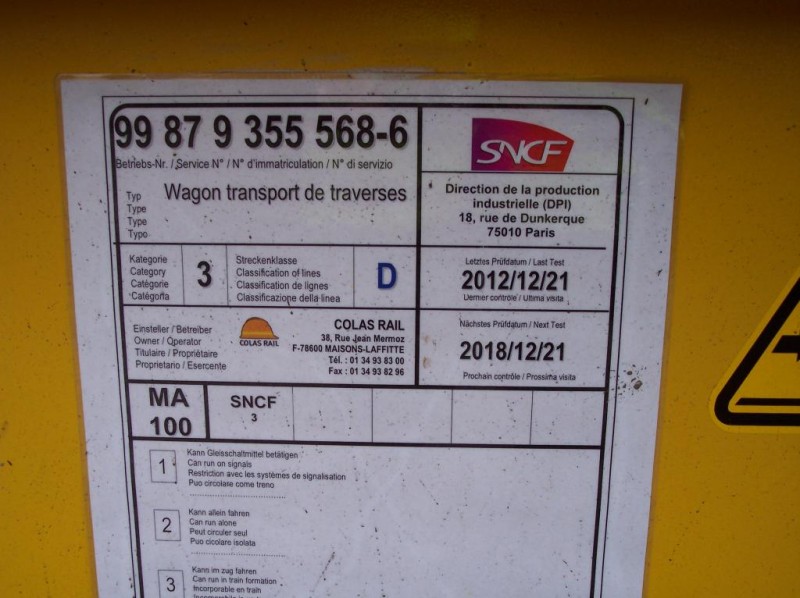 99 87 9 355 568-6
Betriebs-Nr. / Service N° / N° d'immatriculation / N° di servizio
Typ
Type
Type
Typo
Wagon transport de traverses
SNCF
Direction de la production
industrielle (DPI)
18, rue de Dunkerque
75010 Paris
Kategorie
Category
Catégorie
Catégorla
3
Streckenklasse
Classification of lines
Classification de lignes
Classificazione della linea
D
Letztes Prüfdatum / Last Test
2012/12/21
Dernier contrôle / Ultima visita
Einsteller / Betreiber
Owner / Operator
Titulaire / Propriétaire
Proprietario / Esercente
COLAS RAIL
COLAS RAIL
38, Rue Jean Mermoz
F-78600 MAISONS-LAFFITTE
Tél. : 01 34 93 83 00
Fax : 01 34 93 82 96
Nächstes Prüfdatum / Next Test
2018/12/21
Prochain contrôle / Prossima visita
MA
100
SNCF
3
1
Kann Gleisschaltmittel betätigen
Can run on signals
Restriction avec les systèmes de signalisation
Puo circolase come treno
2
Kann allein fahren
Can run alone
Peut circuler seul
Puo cicolare isolata
3
Kann im zug fahren
Can run in train formation
Incorporable en train